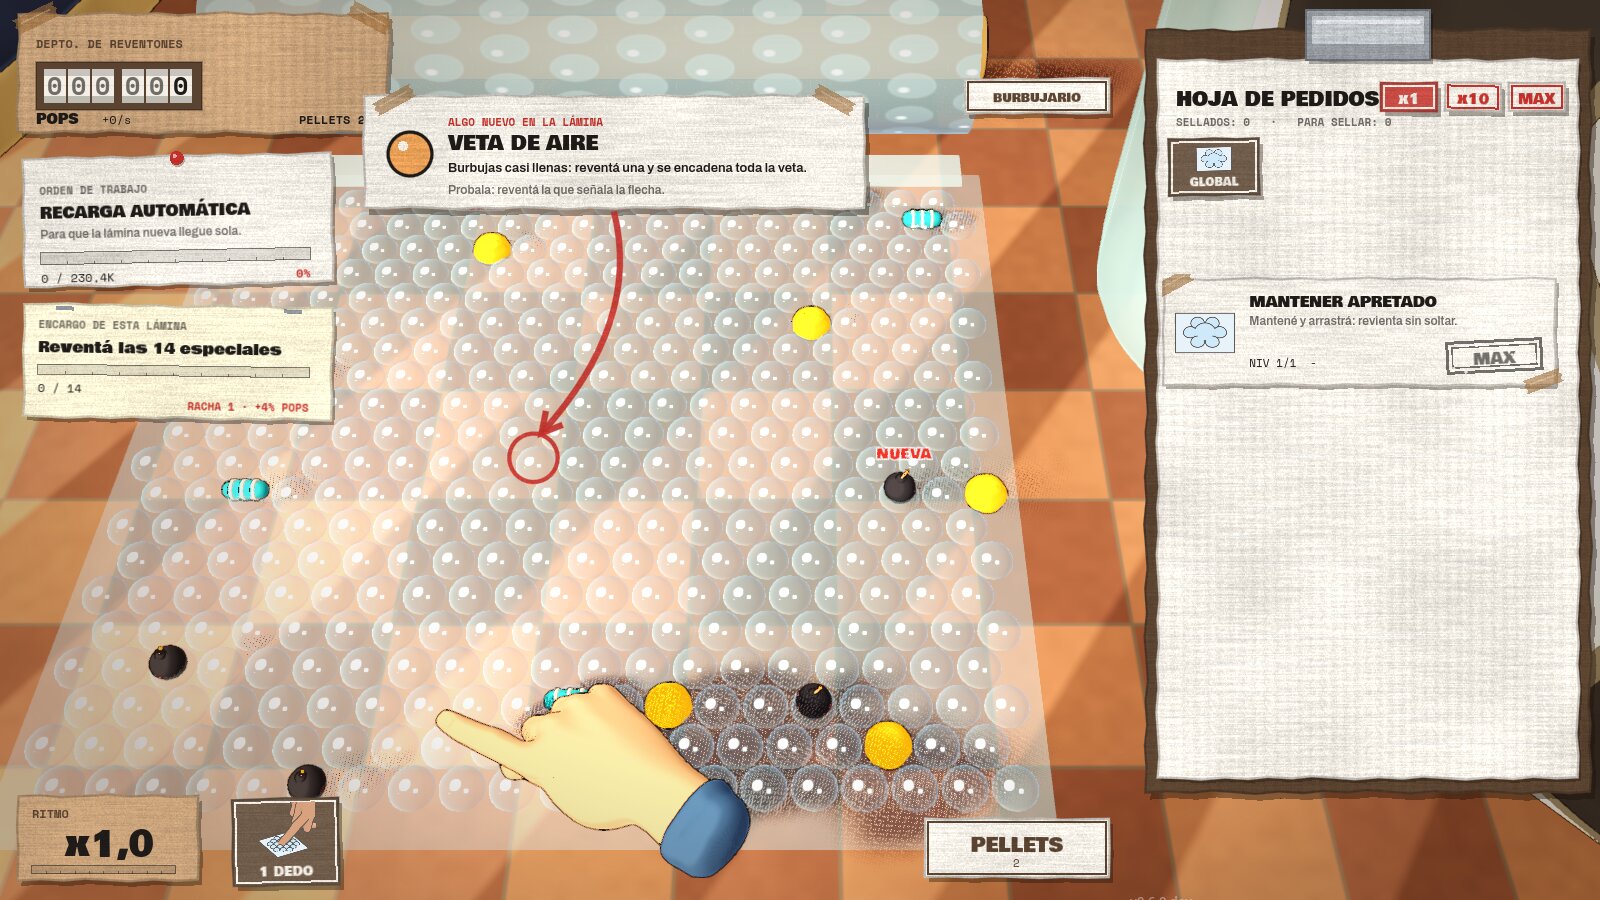 DEPTO. DE REVENTONES
000000
POPS +0/s PELLETS 2
ORDEN DE TRABAJO
RECARGA AUTOMÁTICA
Para que la lámina nueva llegue sola.
0 / 230.4K 0%
ENCARGO DE ESTA LÁMINA
Reventá las 14 especiales
0 / 14
RACHA 1 · +4% POPS
ALGO NUEVO EN LA LÁMINA
VETA DE AIRE
Burbujas casi llenas: reventá una y se encadena toda la veta.
Probala: reventá la que señala la flecha.
BURBUJARIO
NUEVA
HOJA DE PEDIDOS x1 x10 MAX
SELLADOS: 0 · PARA SELLAR: 0
GLOBAL
MANTENER APRETADO
Mantené y arrastrá: revienta sin soltar.
NIV 1/1 -
MAX
RITMO
x1,0
1 DEDO
PELLETS
2